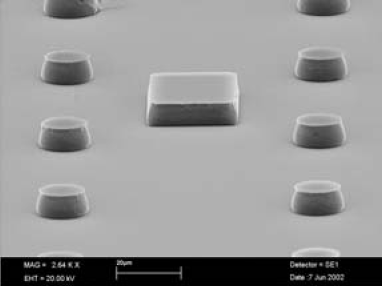 MAG = 2.64 K X
20µm
Detector = SE1
EHT = 20.00 kV
Date :7 Jun 2002